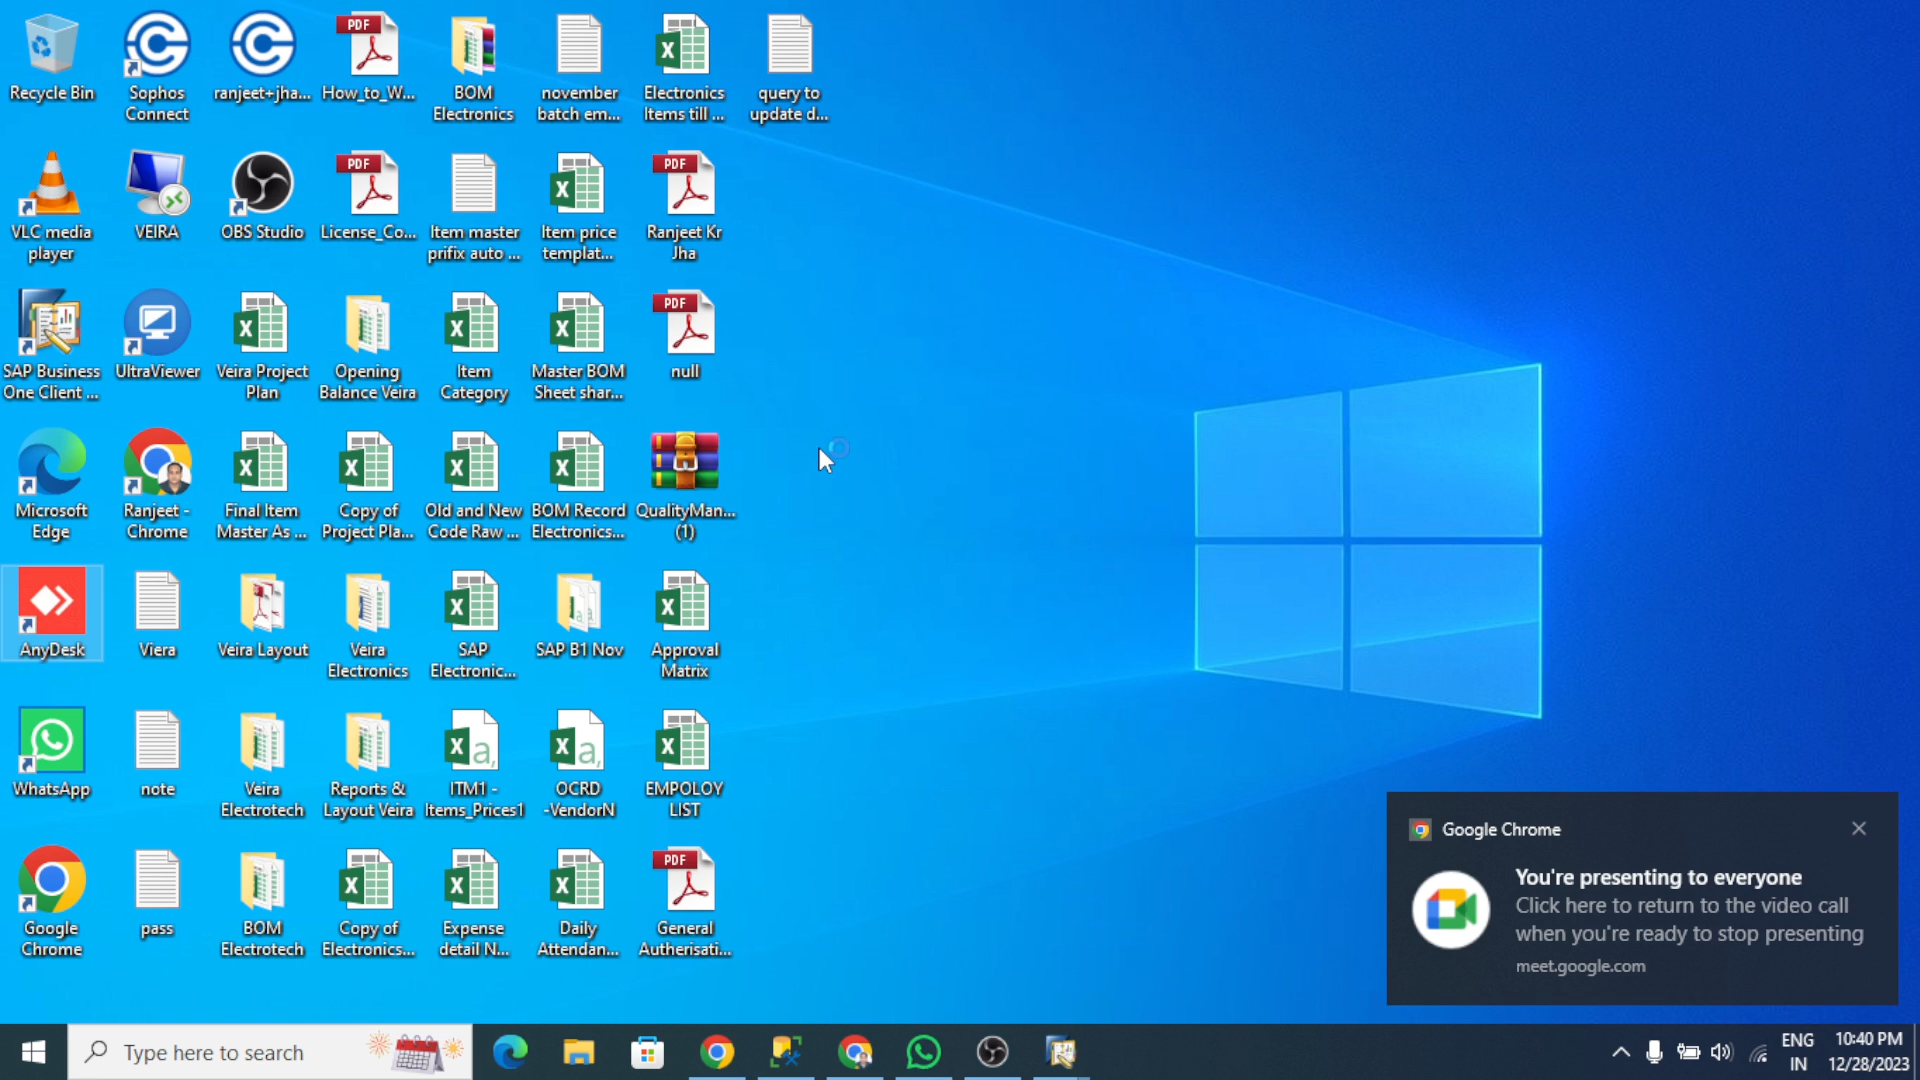 Recycle Bin
Sophos
Connect
ranjeet+jha...
PDF
How_to_W...
BOM
Electronics
november
batch em...
Electronics
Items till ...
query to
update d...
VLC media
player
VEIRA
OBS Studio
PDF
License_Co...
Item master
prifix auto ...
Item price
templat...
PDF
Ranjeet Kr
Jha
SAP Business
One Client ...
UltraViewer
Veira Project
Plan
Opening
Balance Veira
Item
Category
Master BOM
Sheet shar...
PDF
null
Microsoft
Edge
Ranjeet -
Chrome
Final Item
Master As ...
Copy of
Project Pla...
Old and New
Code Raw ...
BOM Record
Electronics...
QualityMan...
(1)
AnyDesk
Viera
Veira Layout
Veira
Electronics
SAP
Electronic...
SAP B1 Nov
Approval
Matrix
WhatsApp
note
Veira
Electrotech
Reports &
Layout Veira
ITM1 -
Items_Prices1
OCRD
-VendorN
EMPOLOY
LIST
Google
Chrome
pass
BOM
Electrotech
Copy of
Electronics...
Expense
detail N...
Daily
Attendan...
PDF
General
Autherisati...
Google Chrome
You're presenting to everyone
Click here to return to the video call
when you're ready to stop presenting
meet.google.com
Type here to search
ENG
IN
10:40 PM
12/28/2023